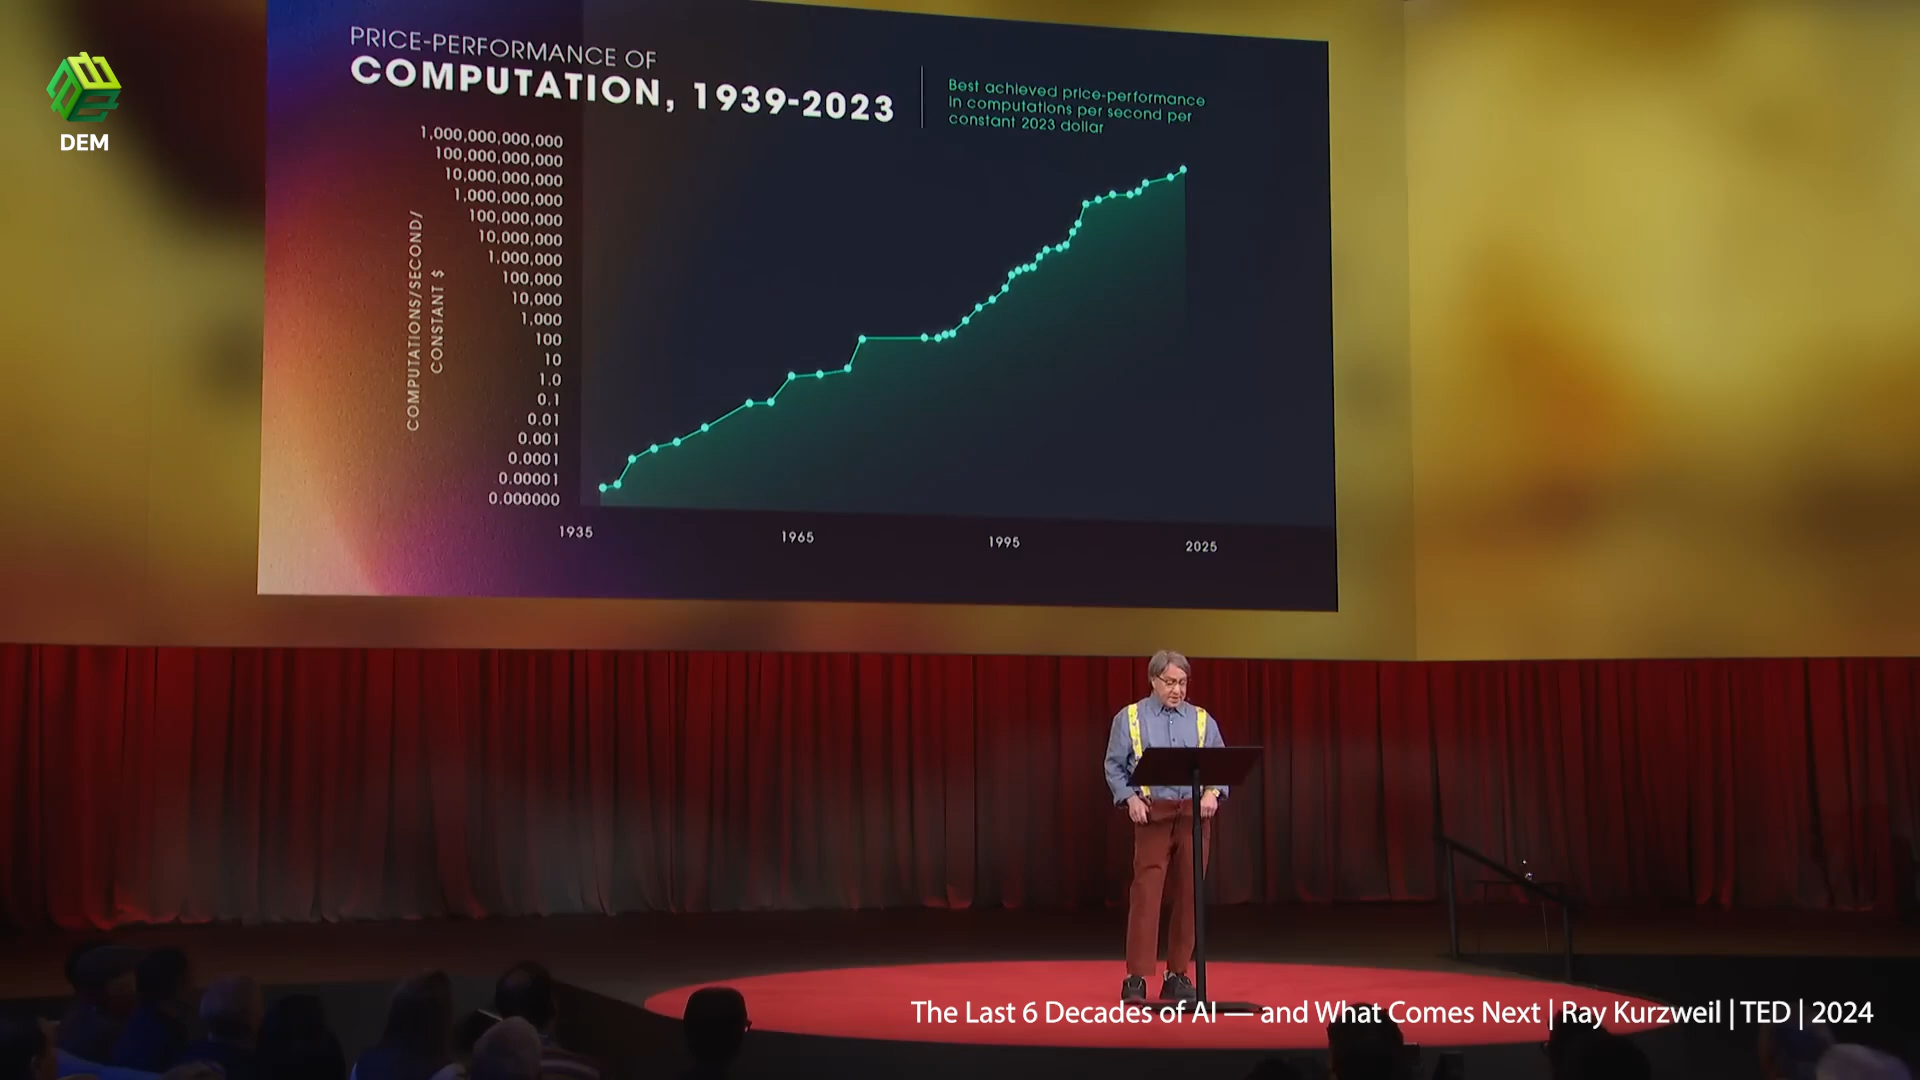 DEM
PRICE-PERFORMANCE OF
COMPUTATION, 1939-2023
Best achieved price-performance
in computations per second per
constant 2023 dollar
1,000,000,000,000
100,000,000,000
10,000,000,000
1,000,000,000
100,000,000
10,000,000
1,000,000
100,000
10,000
1,000
100
10
1.0
0.1
0.01
0.001
0.0001
0.00001
0.000000
COMPUTATIONS/SECOND/
CONSTANT $
1935
1965
1995
2025
The Last 6 Decades of AI — and What Comes Next | Ray Kurzweil | TED | 2024